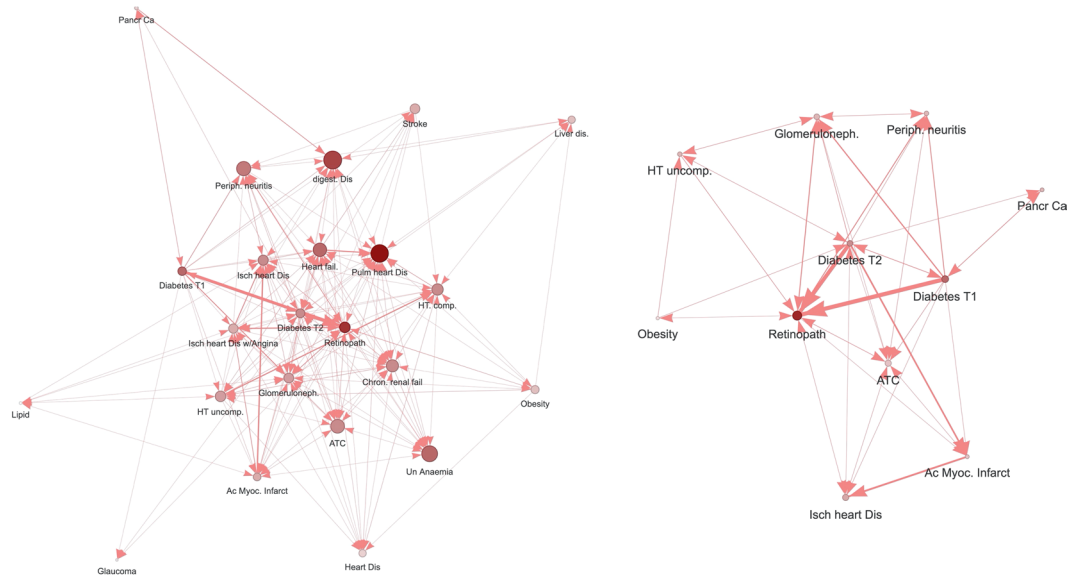 Pancr Ca
Stroke
Liver dis.
Periph. neuritis
digest. Dis
Isch heart Dis
Heart fail.
Pulm heart Dis
Diabetes T1
HT. comp.
Diabetes T2
Isch heart Dis w/Angina
Retinopath
Chron. renal fail
Glomeruloneph.
Obesity
Lipid
HT uncomp.
ATC
Un Anaemia
Ac Myoc. Infarct
Heart Dis
Glaucoma
Glomeruloneph.
Periph. neuritis
HT uncomp.
Pancr Ca
Diabetes T2
Diabetes T1
Obesity
Retinopath
ATC
Ac Myoc. Infarct
Isch heart Dis